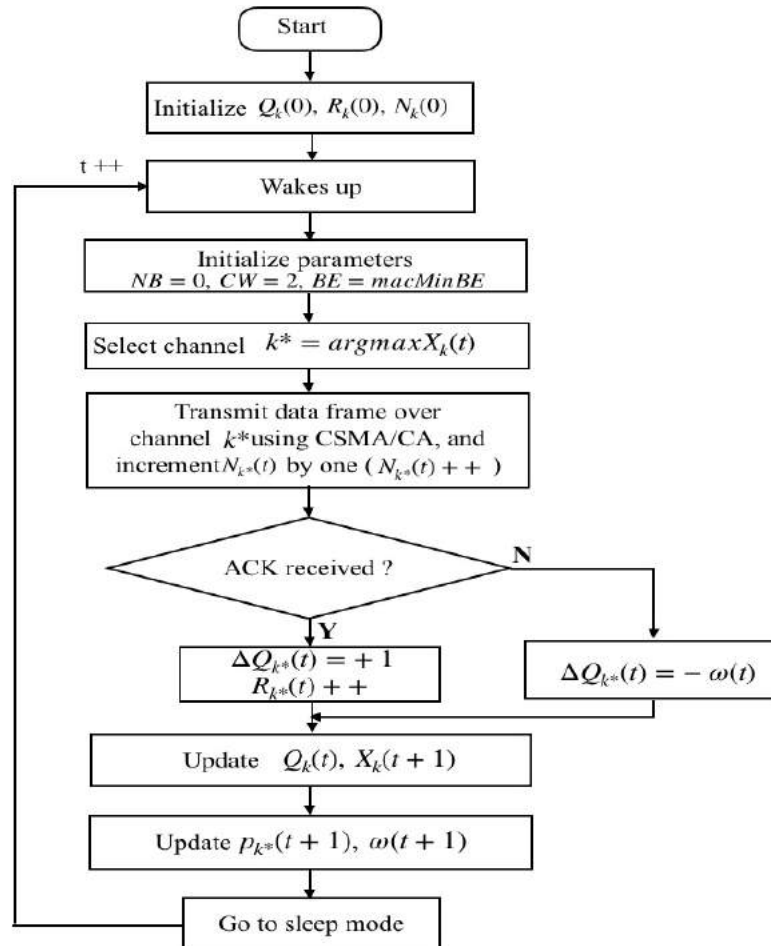 Start
Initialize Q_k(0), R_k(0), N_k(0)
t ++
Wakes up
Initialize parameters
NB = 0, CW = 2, BE = macMinBE
Select channel k* = argmaxX_k(t)
Transmit data frame over
channel k*using CSMA/CA, and
incrementN_k*(t) by one ( N_k*(t) + + )
ACK received ?
N
Y
ΔQ_k*(t) = + 1
R_k*(t) + +
ΔQ_k*(t) = − ω(t)
Update Q_k(t), X_k(t + 1)
Update p_k*(t + 1), ω(t + 1)
Go to sleep mode